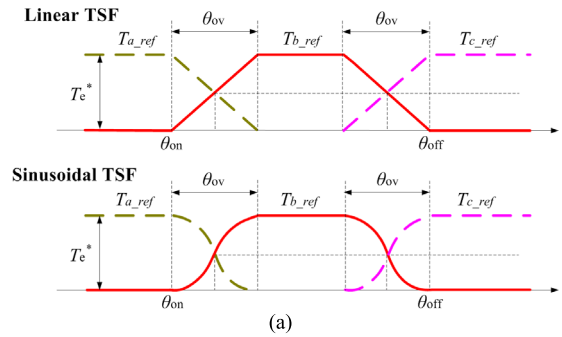 Linear TSF
θov θov
Ta_ref Tb_ref Tc_ref
Te*
θon θoff
Sinusoidal TSF
θov θov
Ta_ref Tb_ref Tc_ref
Te*
θon θoff
(a)